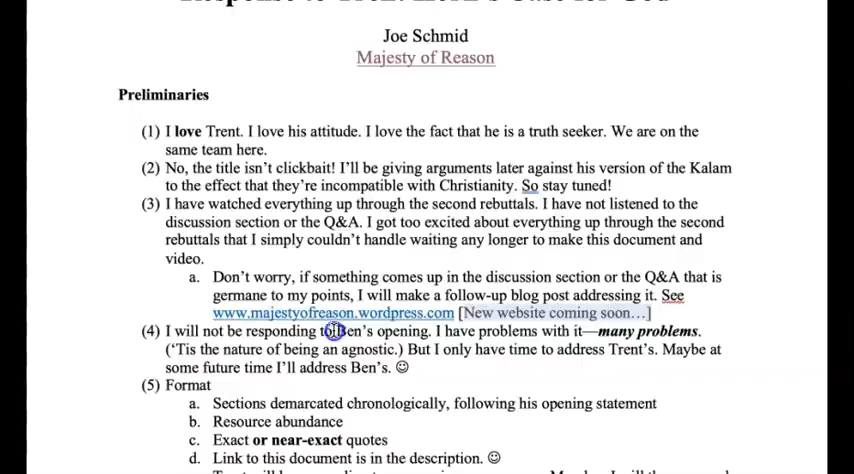 Joe Schmid
Majesty of Reason
Preliminaries
(1) I love Trent. I love his attitude. I love the fact that he is a truth seeker. We are on the
same team here.
(2) No, the title isn't clickbait! I'll be giving arguments later against his version of the Kalam
to the effect that they're incompatible with Christianity. So stay tuned!
(3) I have watched everything up through the second rebuttals. I have not listened to the
discussion section or the Q&A. I got too excited about everything up through the second
rebuttals that I simply couldn't handle waiting any longer to make this document and
video.
a. Don't worry, if something comes up in the discussion section or the Q&A that is
germane to my points, I will make a follow-up blog post addressing it. See
www.majestyofreason.wordpress.com [New website coming soon…]
(4) I will not be responding to Ben's opening. I have problems with it—many problems.
('Tis the nature of being an agnostic.) But I only have time to address Trent's. Maybe at
some future time I'll address Ben's. ☺
(5) Format
a. Sections demarcated chronologically, following his opening statement
b. Resource abundance
c. Exact or near-exact quotes
d. Link to this document is in the description. ☺